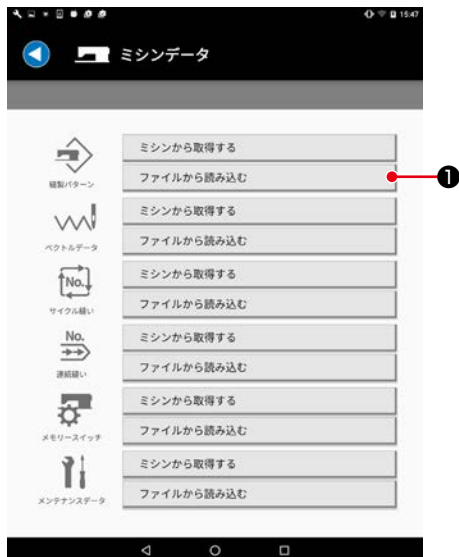 15:47
ミシンデータ
ミシンから取得する
ファイルから読み込む
縫製パターン
❶
ミシンから取得する
ファイルから読み込む
ベクトルデータ
No.
ミシンから取得する
ファイルから読み込む
サイクル縫い
No.
ミシンから取得する
ファイルから読み込む
連続縫い
ミシンから取得する
ファイルから読み込む
メモリースイッチ
ミシンから取得する
ファイルから読み込む
メンテナンスデータ